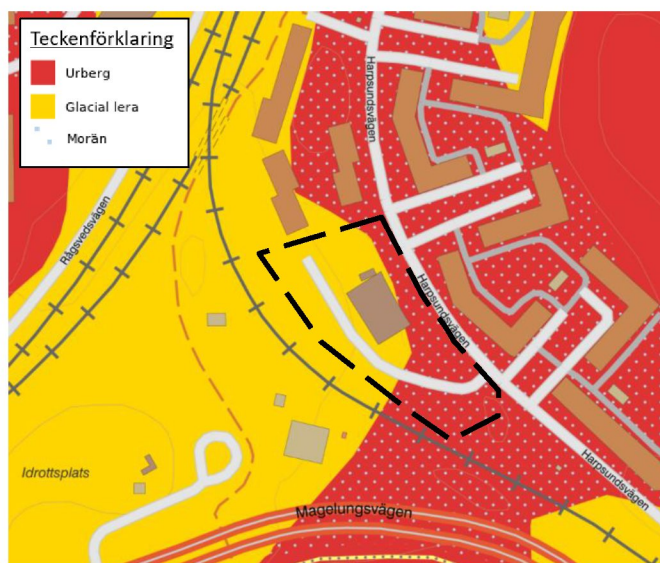 Teckenförklaring
Urberg
Glacial lera
Morän
Harpsundsvägen
Rågsvedsvägen
Harpsundsvägen
Idrottsplats
Harpsundsvägen
Magelungsvägen